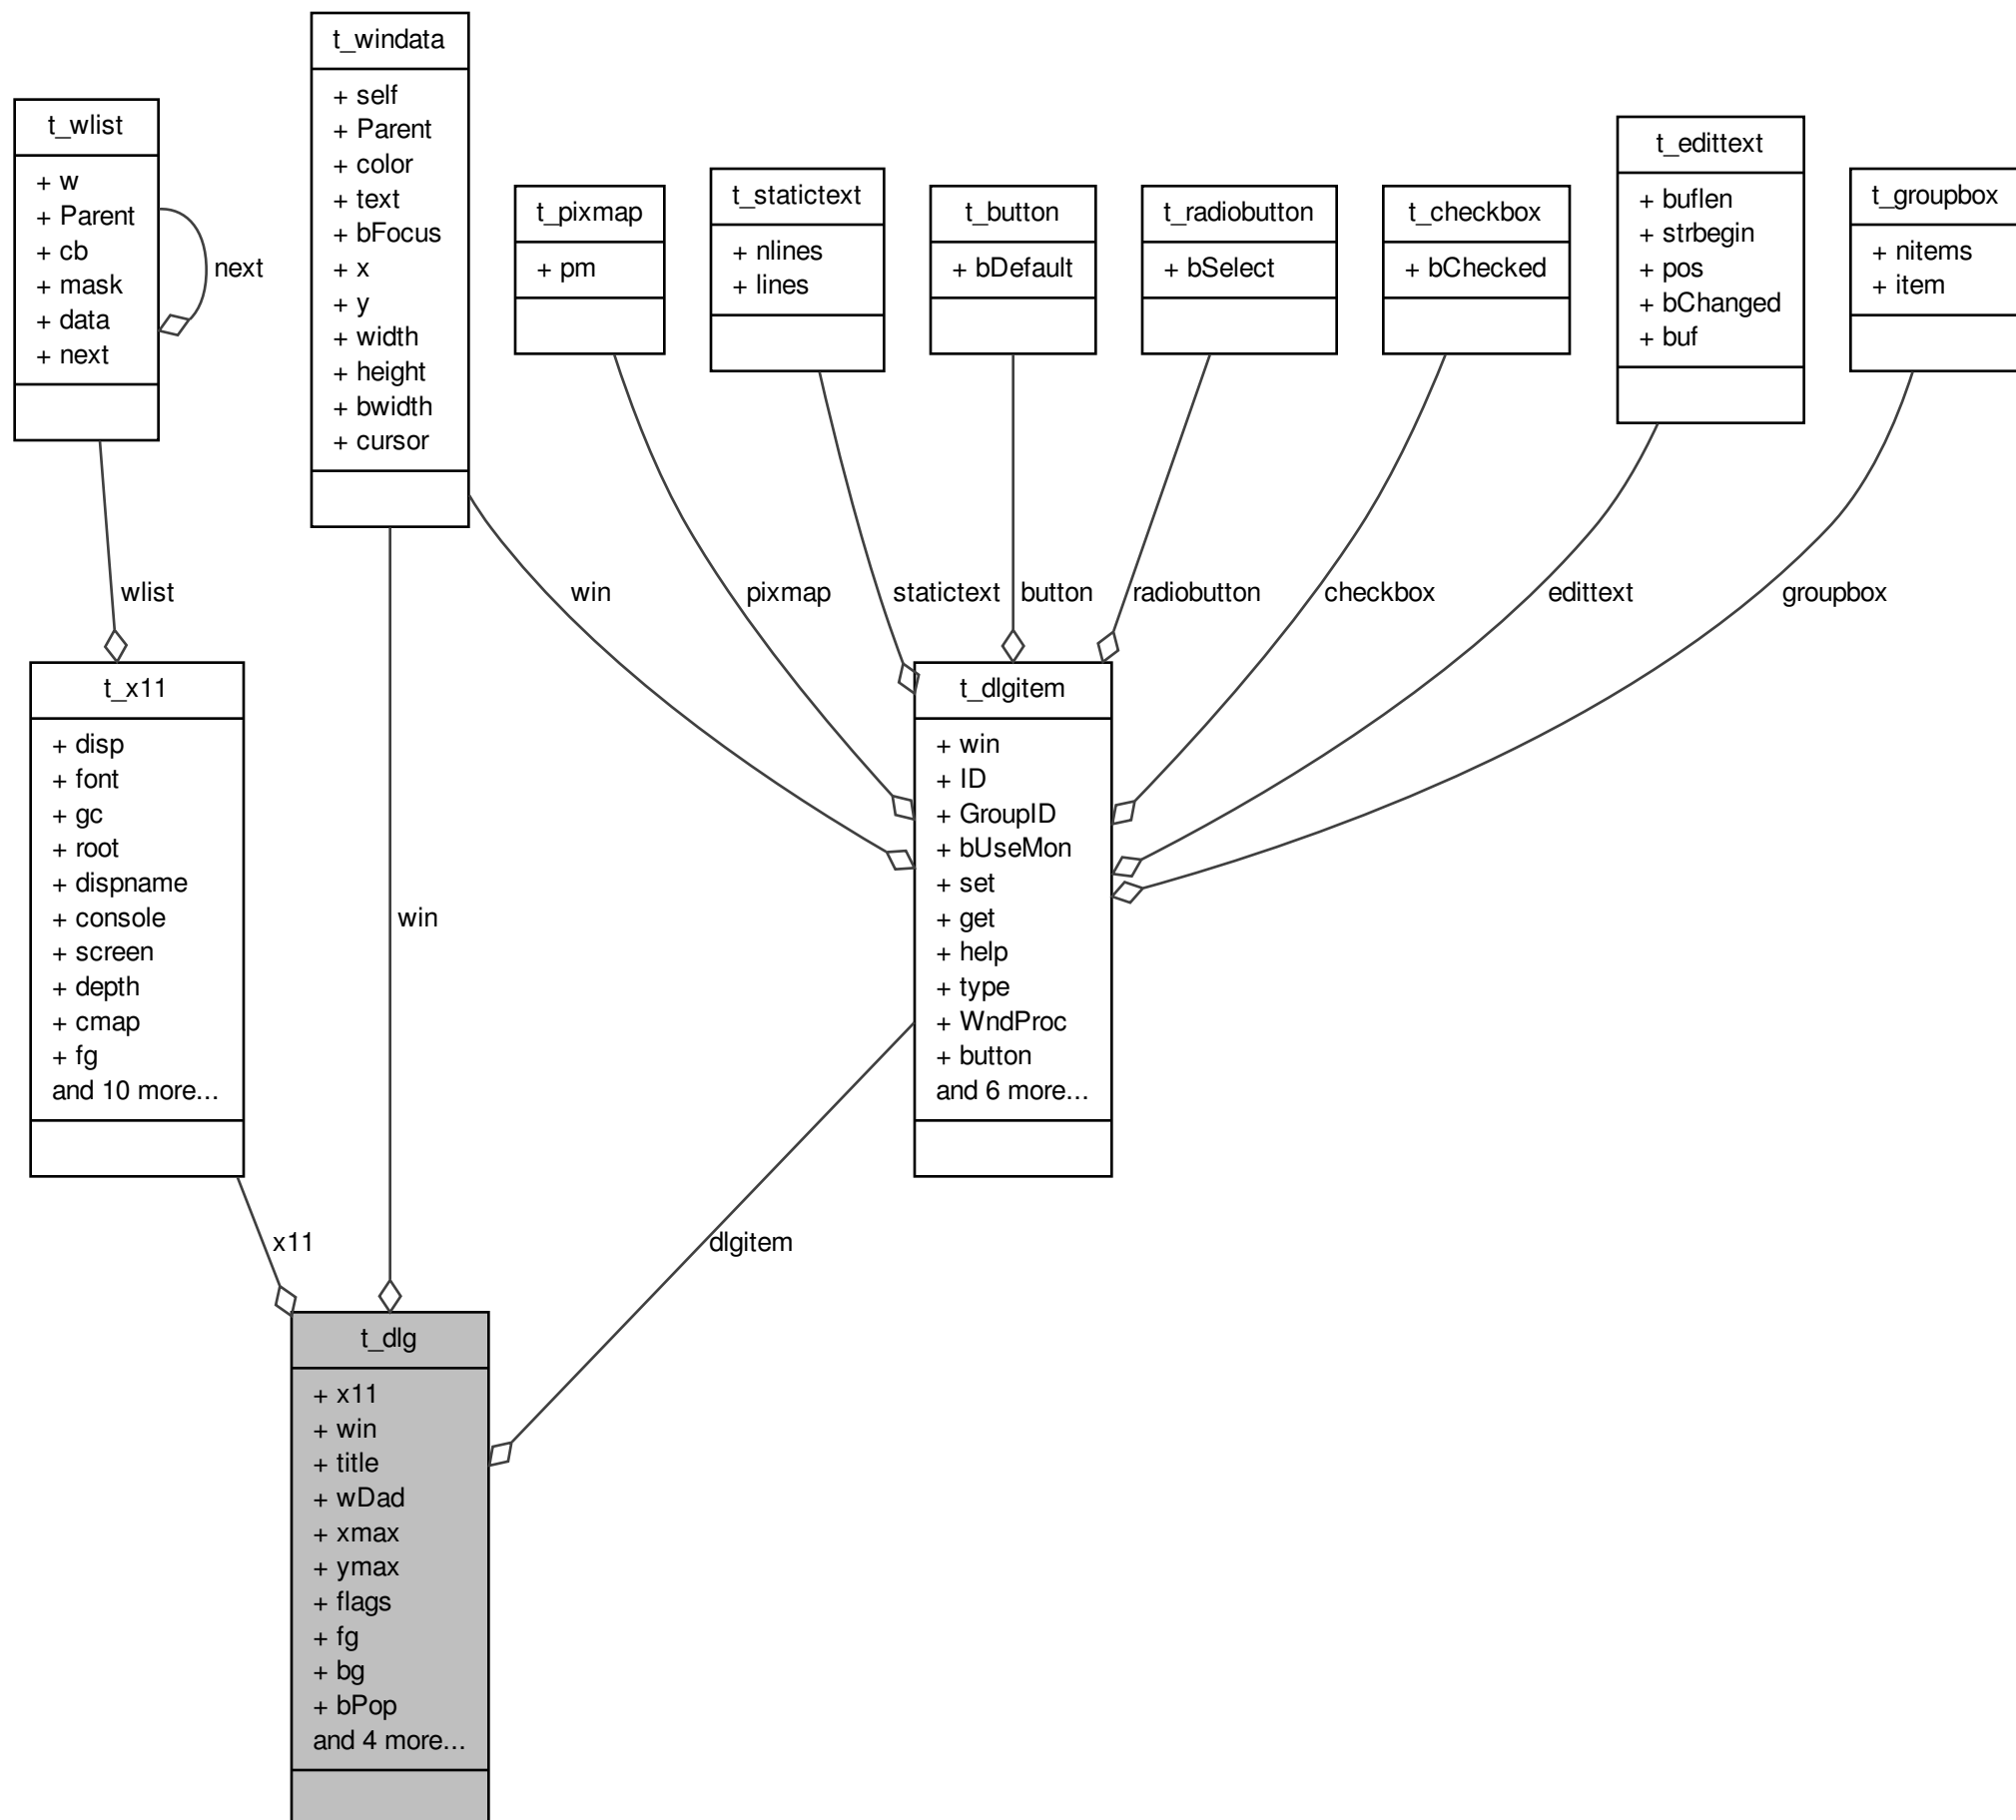 t_windata
+ self
+ Parent
+ color
+ text
+ bFocus
+ x
+ y
+ width
+ height
+ bwidth
+ cursor
t_wlist
+ w
+ Parent
+ cb
+ mask
+ data
+ next
next
t_pixmap
+ pm
t_statictext
+ nlines
+ lines
t_button
+ bDefault
t_radiobutton
+ bSelect
t_checkbox
+ bChecked
t_edittext
+ buflen
+ strbegin
+ pos
+ bChanged
+ buf
t_groupbox
+ nitems
+ item
wlist
win
pixmap
statictext
button
radiobutton
checkbox
edittext
groupbox
t_x11
+ disp
+ font
+ gc
+ root
+ dispname
+ console
+ screen
+ depth
+ cmap
+ fg
and 10 more...
win
t_dlgitem
+ win
+ ID
+ GroupID
+ bUseMon
+ set
+ get
+ help
+ type
+ WndProc
+ button
and 6 more...
x11
dlgitem
t_dlg
+ x11
+ win
+ title
+ wDad
+ xmax
+ ymax
+ flags
+ fg
+ bg
+ bPop
and 4 more...